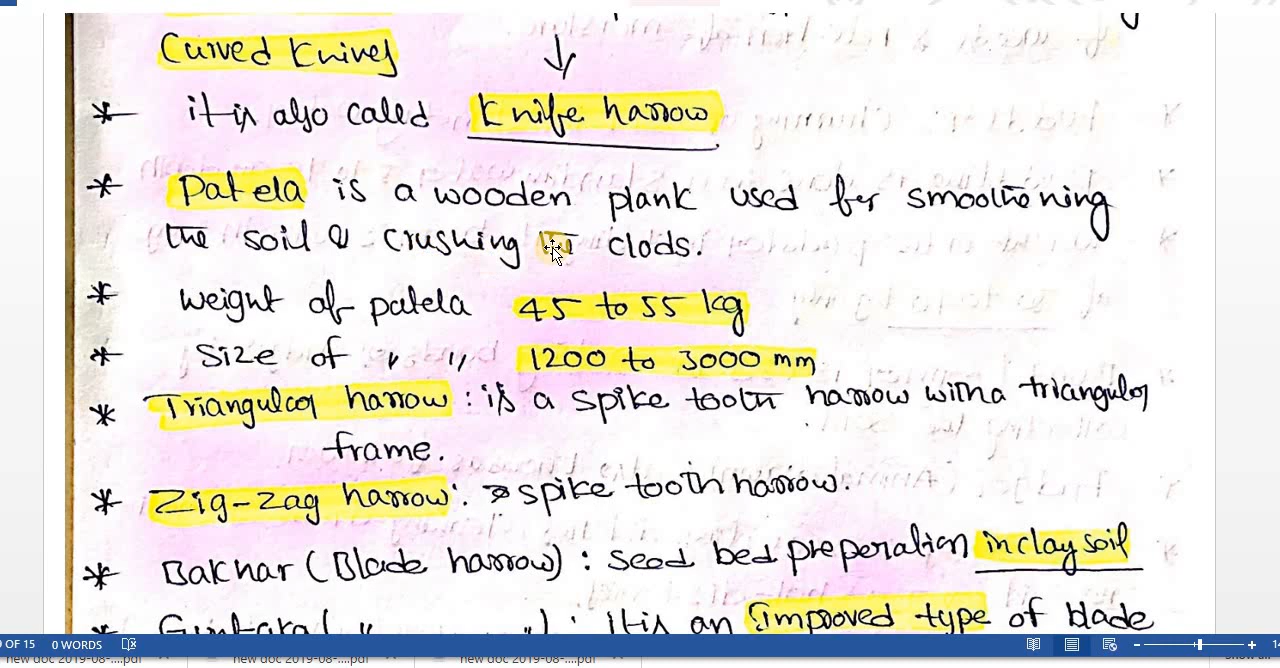 Curved Knives
* it is also called Knife harrow
* Patela is a wooden plank used for smoothening
the soil & crushing the clods.
* weight of patela 45 to 55 kg
* Size of " " 1200 to 3000 mm
* Triangular harrow : is a spike tooth harrow with a triangular
frame.
* Zig-zag harrow : spike tooth harrow.
* Bakhar (Blade harrow) : seed bed preperation in clay soil
* Guntaka ( " " ) : it is an improved type of blade
OF 15 0 WORDS
new doc 2019-08-....pdf new doc 2019-08-....pdf new doc 2019-08-....pdf